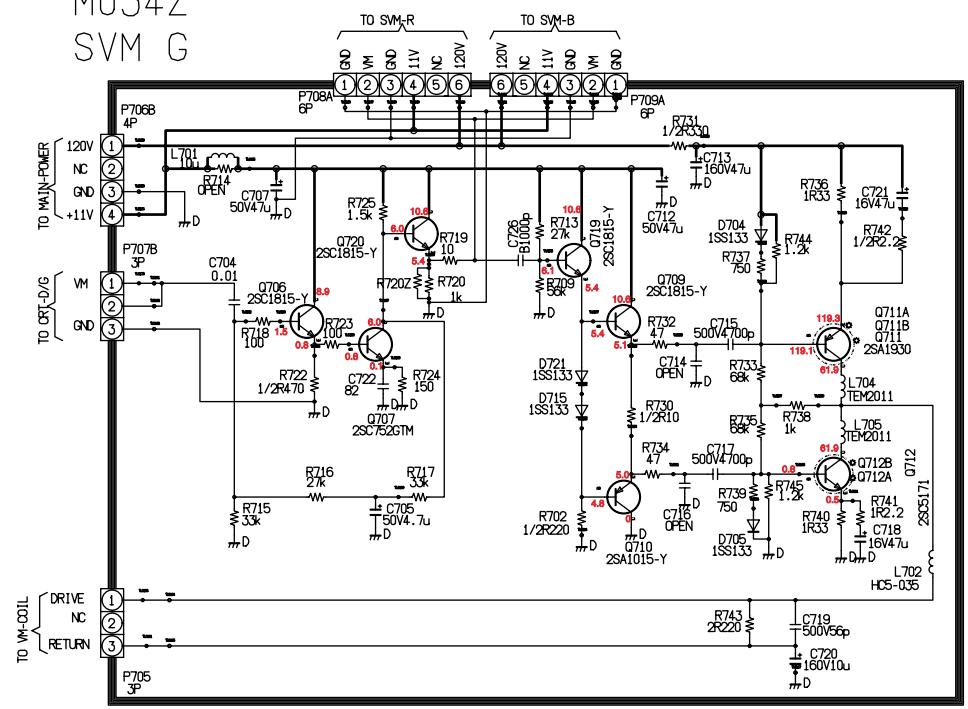 SVM G
TO SVM-R
TO SVM-B
GND VM GND 11V NC 120V
120V NC 11V GND VM GND
1 2 3 4 5 6
6 5 4 3 2 1
P708A
6P
P709A
6P
P706B
4P
TO MAIN-POWER
120V 1
NC 2
GND 3
+11V 4
P707B
3P
TO CRT-D/G
VM 1
2
GND 3
L701
10u
R714
OPEN
C707
50V47u
D
D
R725
1.5k
Q720
2SC1815-Y
10.6
6.0
5.4
R719
10
R720Z
R720
1k
D
C704
0.01
Q706
2SC1815-Y
8.9
1.5
0.8
R718
100
R723
100
6.0
0.8
0.1
R722
1/2R470
D
C722
82
R724
150
D
D
Q707
2SC752GTM
R716
27k
R717
33k
R715
33k
D
C705
50V4.7u
D
C726
B1000p
R713
27k
10.6
6.1
5.4
Q719
2SC1815-Y
R709
56k
D
C712
50V47u
D
R731
1/2R330
C713
160V47u
D
Q709
2SC1815-Y
10.6
5.4
5.1
R732
47
C715
500V4700p
C714
OPEN
D
D721
1SS133
D715
1SS133
R730
1/2R10
R734
47
C717
500V4700p
5.0
4.8
0
C716
OPEN
D
R702
1/2R220
D
Q710
2SA1015-Y
D
D704
1SS133
R737
750
R744
1.2k
R736
1R33
C721
16V47u
R742
1/2R2.2
119.3
119.1
61.9
Q711A
Q711B
Q711
2SA1930
R733
68k
R735
68k
L704
TEM2011
R738
1k
L705
TEM2011
61.9
0.8
0.5
Q712B
Q712A
Q712
2SC5171
R739
750
R745
1.2k
D705
1SS133
D
R740
1R33
R741
1R2.2
C718
16V47u
D
D
L702
HC5-035
TO VM-COIL
DRIVE 1
NC 2
RETURN 3
P705
3P
R743
2R220
C719
500V56p
C720
160V10u
D